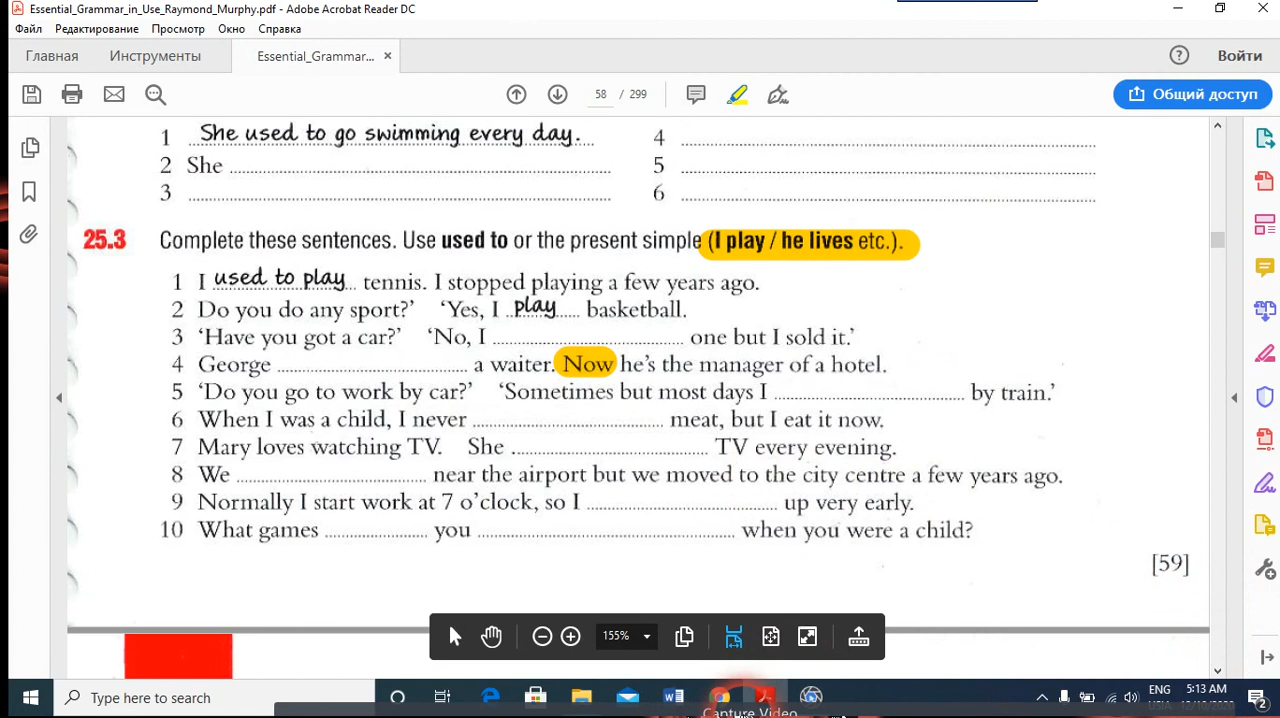 Essential_Grammar_in_Use_Raymond_Murphy.pdf - Adobe Acrobat Reader DC
Файл Редактирование Просмотр Окно Справка
Главная Инструменты Essential_Grammar... × Войти
58 / 299 Общий доступ
1 She used to go swimming every day. 4
2 She 5
3 6
25.3 Complete these sentences. Use used to or the present simple (I play / he lives etc.).
1 I used to play tennis. I stopped playing a few years ago.
2 Do you do any sport?’ ‘Yes, I play basketball.
3 ‘Have you got a car?’ ‘No, I one but I sold it.’
4 George a waiter. Now he’s the manager of a hotel.
5 ‘Do you go to work by car?’ ‘Sometimes but most days I by train.’
6 When I was a child, I never meat, but I eat it now.
7 Mary loves watching TV. She TV every evening.
8 We near the airport but we moved to the city centre a few years ago.
9 Normally I start work at 7 o’clock, so I up very early.
10 What games you when you were a child?
[59]
155%
Type here to search ENG 5:13 AM
Capture Video